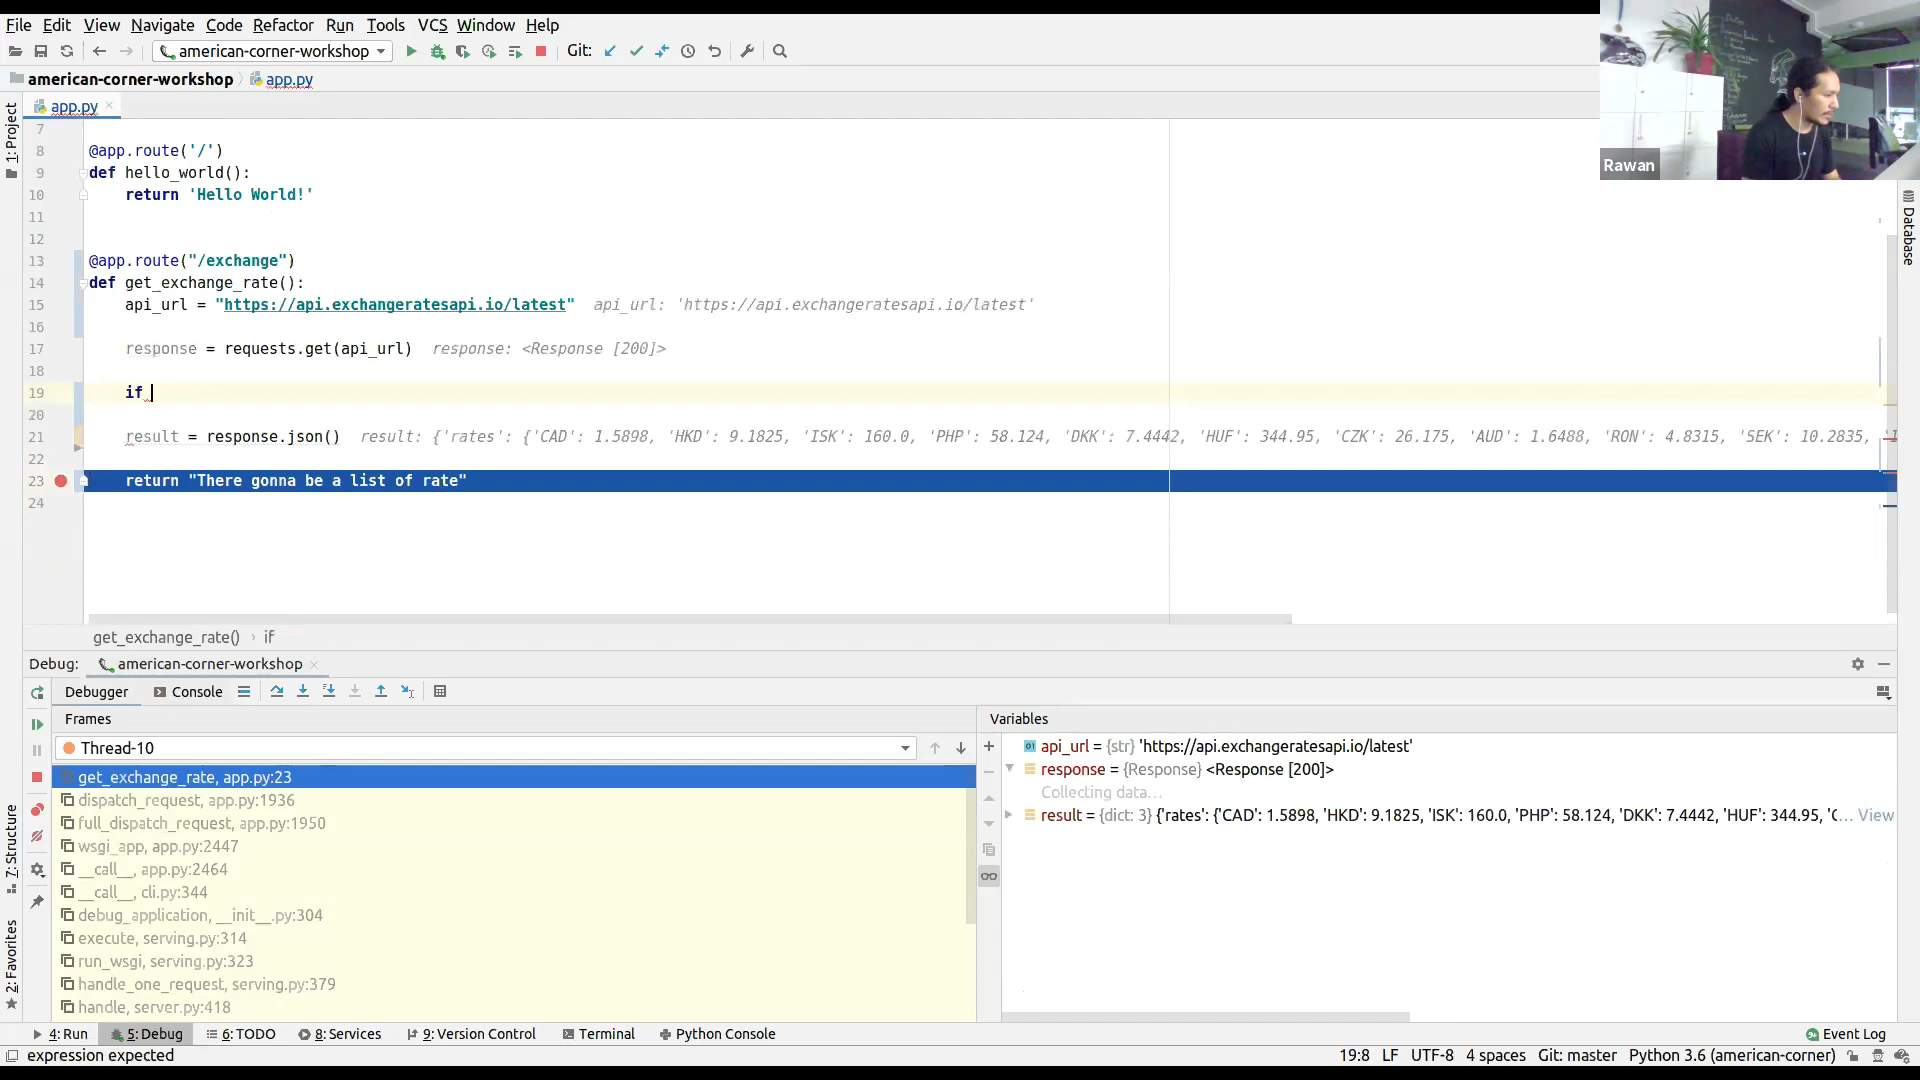 File Edit View Navigate Code Refactor Run Tools VCS Window Help
american-corner-workshop Git:
american-corner-workshop app.py
app.py
Rawan
1: Project
Database
7
8 @app.route('/')
9 def hello_world():
10 return 'Hello World!'
11
12
13 @app.route("/exchange")
14 def get_exchange_rate():
15 api_url = "https://api.exchangeratesapi.io/latest" api_url: 'https://api.exchangeratesapi.io/latest'
16
17 response = requests.get(api_url) response: <Response [200]>
18
19 if
20
21 result = response.json() result: {'rates': {'CAD': 1.5898, 'HKD': 9.1825, 'ISK': 160.0, 'PHP': 58.124, 'DKK': 7.4442, 'HUF': 344.95, 'CZK': 26.175, 'AUD': 1.6488, 'RON': 4.8315, 'SEK': 10.2835,
22
23 return "There gonna be a list of rate"
24
get_exchange_rate() › if
Debug: american-corner-workshop
Debugger Console
Frames
Variables
Thread-10
get_exchange_rate, app.py:23
dispatch_request, app.py:1936
full_dispatch_request, app.py:1950
wsgi_app, app.py:2447
__call__, app.py:2464
__call__, cli.py:344
debug_application, __init__.py:304
execute, serving.py:314
run_wsgi, serving.py:323
handle_one_request, serving.py:379
handle, server.py:418
api_url = {str} 'https://api.exchangeratesapi.io/latest'
response = {Response} <Response [200]>
Collecting data...
result = {dict: 3} {'rates': {'CAD': 1.5898, 'HKD': 9.1825, 'ISK': 160.0, 'PHP': 58.124, 'DKK': 7.4442, 'HUF': 344.95, 'C... View
7: Structure
2: Favorites
4: Run 5: Debug 6: TODO 8: Services 9: Version Control Terminal Python Console Event Log
expression expected 19:8 LF UTF-8 4 spaces Git: master Python 3.6 (american-corner)